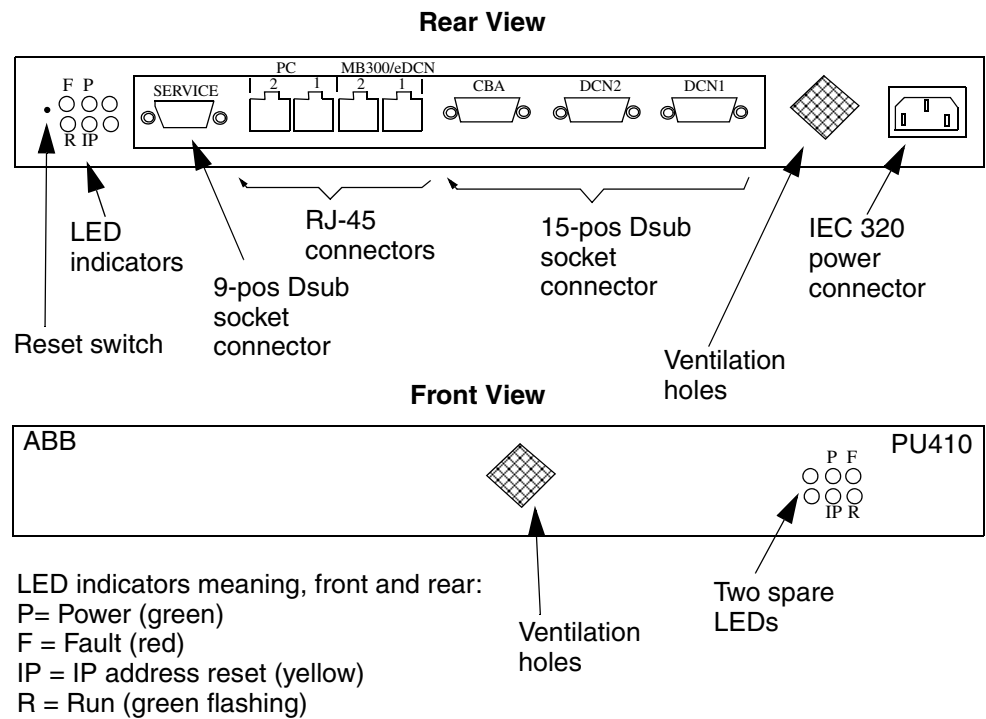 Rear View
PC MB300/eDCN
F P
SERVICE 2 1 2 1 CBA DCN2 DCN1
R IP
LED
indicators
RJ-45
connectors
15-pos Dsub
socket
connector
IEC 320
power
connector
9-pos Dsub
socket
connector
Reset switch
Ventilation
holes
Front View
ABB
PU410
P F
IP R
LED indicators meaning, front and rear:
P= Power (green)
F = Fault (red)
IP = IP address reset (yellow)
R = Run (green flashing)
Ventilation
holes
Two spare
LEDs